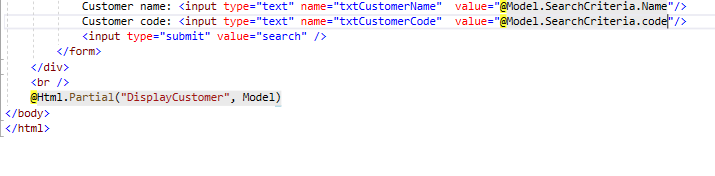 Customer name: <input type="text" name="txtCustomerName"  value="@Model.SearchCriteria.Name"/>
Customer code: <input type="text" name="txtCustomerCode"  value="@Model.SearchCriteria.code"/>
<input type="submit" value="search" />
</form>
</div>
<br />
@Html.Partial("DisplayCustomer", Model)
</body>
</html>